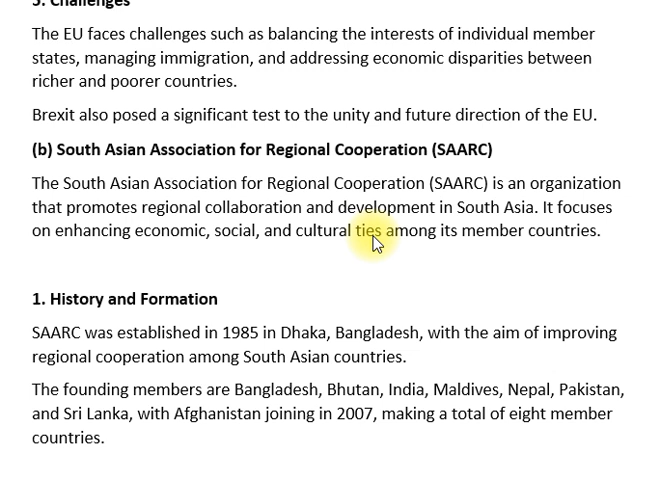 5. Challenges
The EU faces challenges such as balancing the interests of individual member
states, managing immigration, and addressing economic disparities between
richer and poorer countries.
Brexit also posed a significant test to the unity and future direction of the EU.
(b) South Asian Association for Regional Cooperation (SAARC)
The South Asian Association for Regional Cooperation (SAARC) is an organization
that promotes regional collaboration and development in South Asia. It focuses
on enhancing economic, social, and cultural ties among its member countries.
1. History and Formation
SAARC was established in 1985 in Dhaka, Bangladesh, with the aim of improving
regional cooperation among South Asian countries.
The founding members are Bangladesh, Bhutan, India, Maldives, Nepal, Pakistan,
and Sri Lanka, with Afghanistan joining in 2007, making a total of eight member
countries.